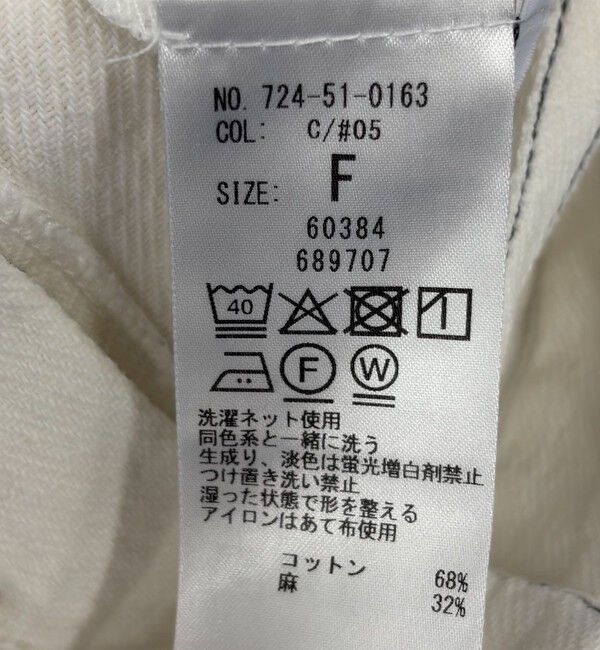 NO. 724-51-0163
COL: C/#05
SIZE: F
60384
689707
40
F W
洗濯ネット使用
同色系と一緒に洗う
生成り、淡色は蛍光増白剤禁止
つけ置き洗い禁止
湿った状態で形を整える
アイロンはあて布使用
コットン 68%
麻 32%